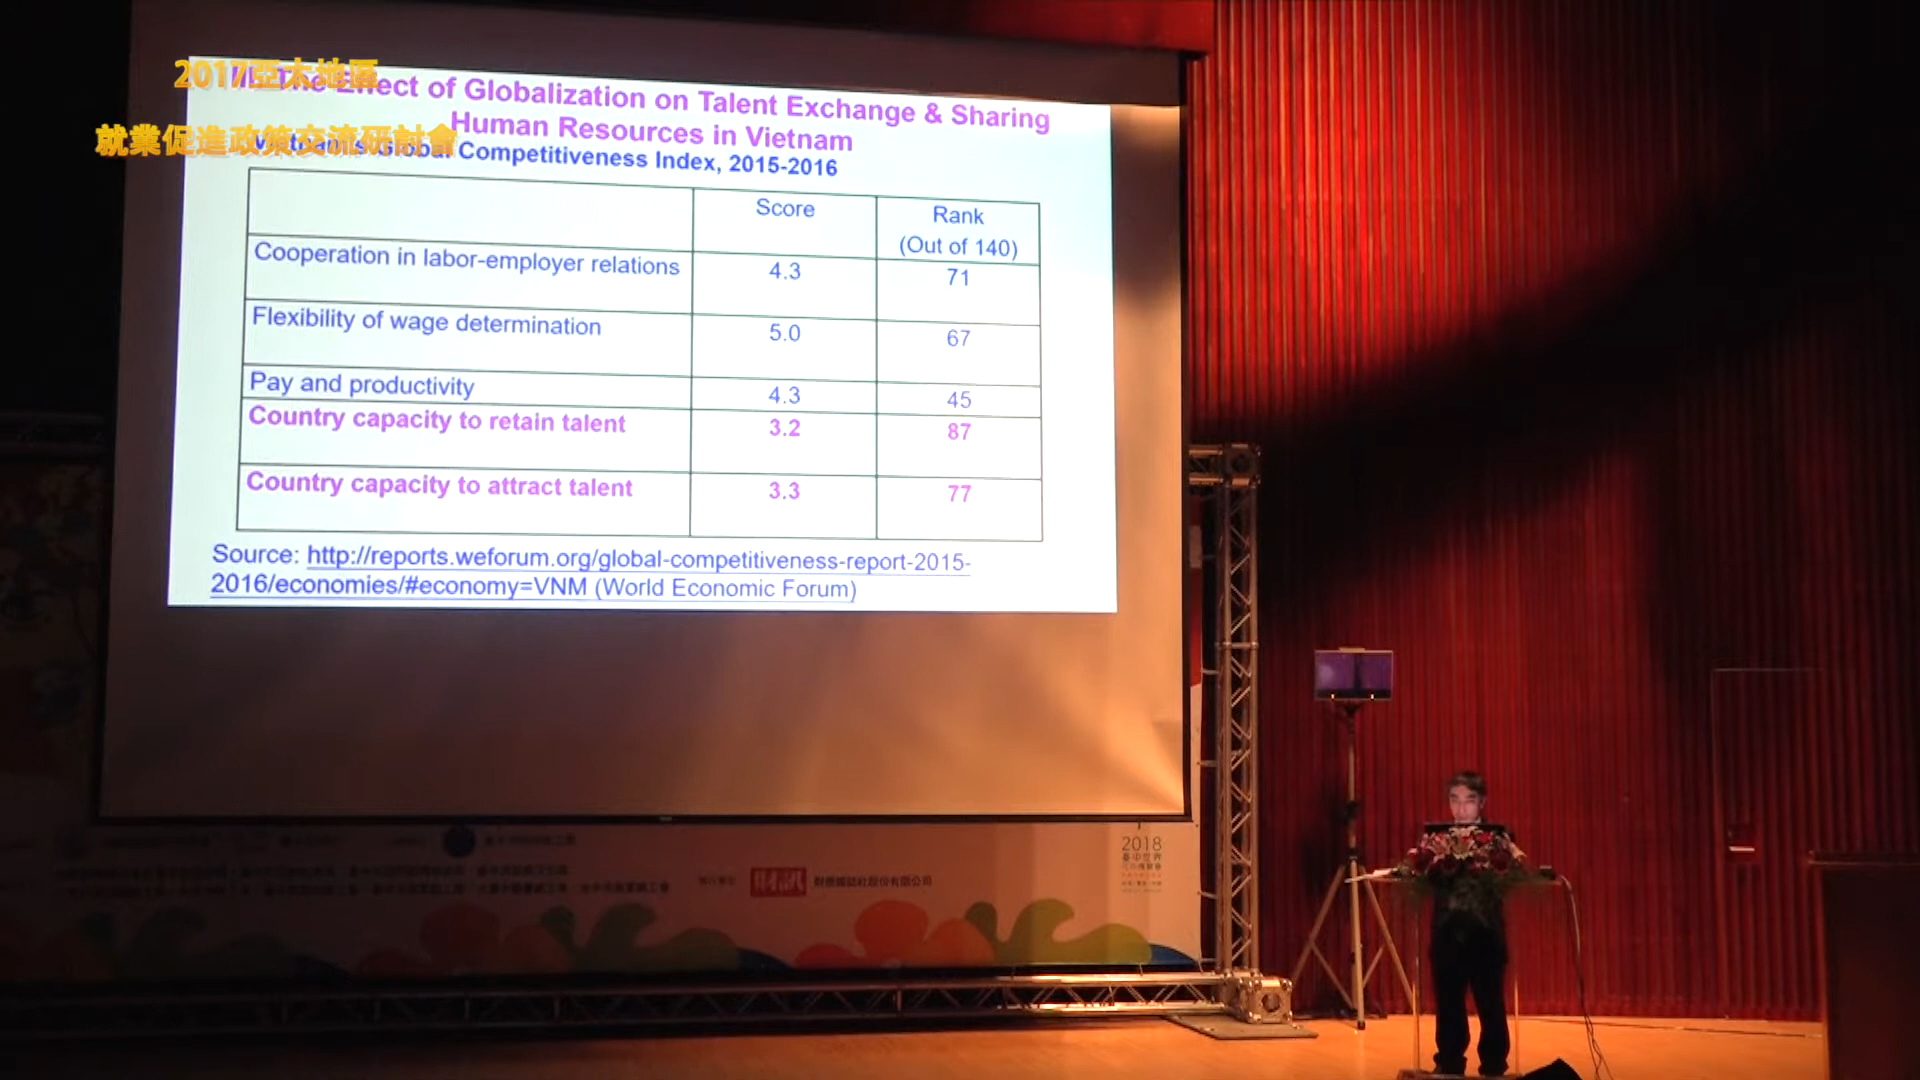 2017亞太地區
就業促進政策交流研討會
The Effect of Globalization on Talent Exchange & Sharing
Human Resources in Vietnam
Global Competitiveness Index, 2015-2016
Score
Rank
(Out of 140)
Cooperation in labor-employer relations 4.3 71
Flexibility of wage determination 5.0 67
Pay and productivity 4.3 45
Country capacity to retain talent 3.2 87
Country capacity to attract talent 3.3 77
Source: http://reports.weforum.org/global-competitiveness-report-2015-
2016/economies/#economy=VNM (World Economic Forum)
2018
財訊